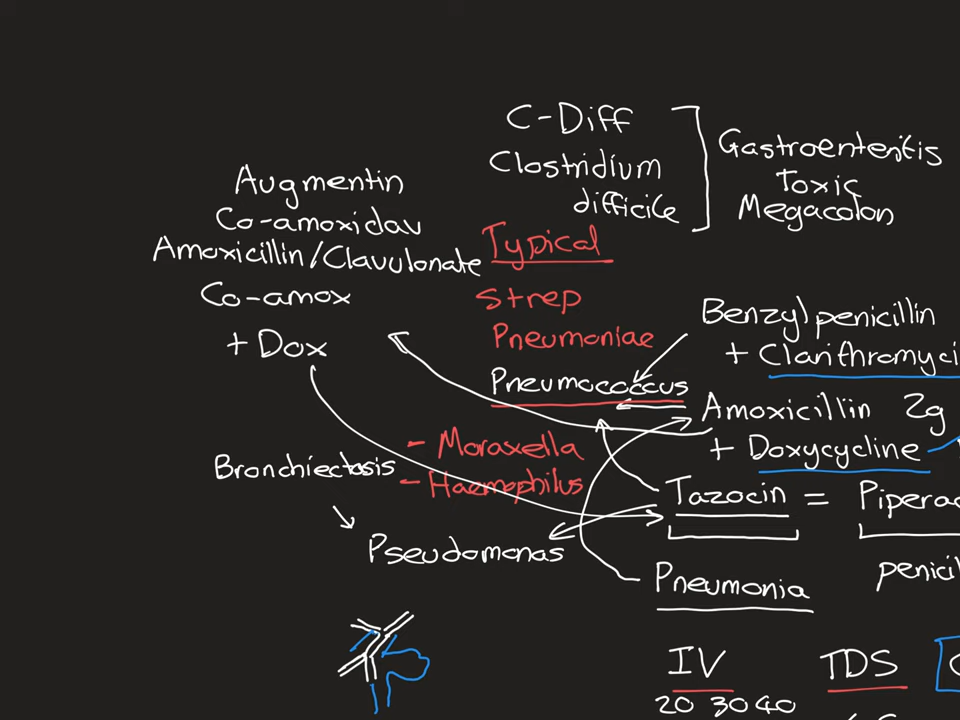 C-Diff
Clostridium
difficile
Gastroenteritis
Toxic
Megacolon
Augmentin
Co-amoxiclav
Amoxicillin/Clavulonate
Co-amox
+ Dox
Typical
Strep
Pneumoniae
Pneumococcus
- Moraxella
- Haemophilus
Benzylpenicillin
+ Clarithromyci
Amoxicillin 2g
+ Doxycycline
Bronchiectasis
Pseudomonas
Tazocin = Piperac
penicil
Pneumonia
IV TDS
20 30 40